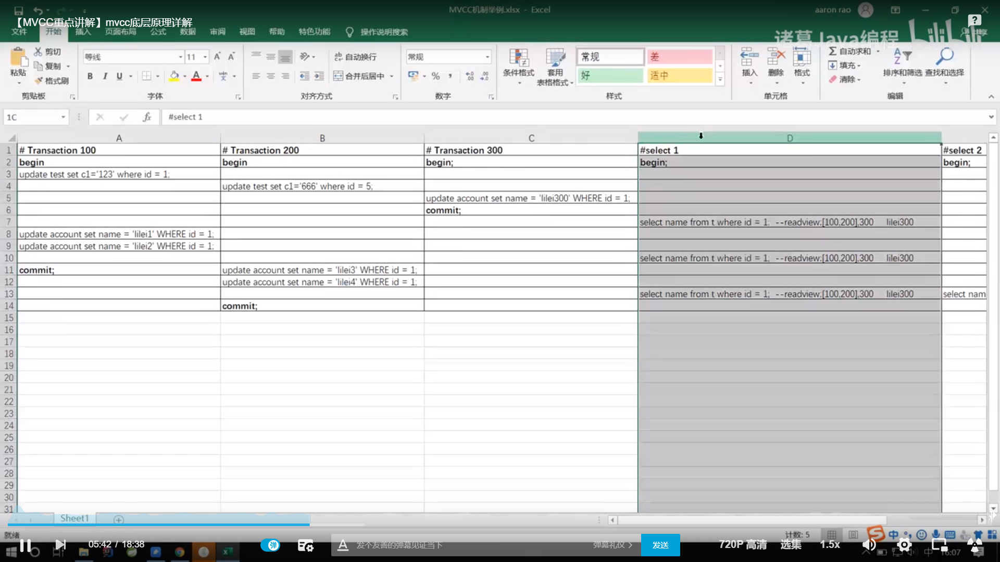 MVCC机制举例.xlsx - Excel
aaron rao
【MVCC重点讲解】mvcc底层原理详解
文件 开始 插入 页面布局 公式 数据 审阅 视图 帮助 特色功能 操作说明搜索 共享
诸葛Java编程 bilibili
粘贴 剪切 复制 格式刷 剪贴板
等线 11 B I U 字体
自动换行 合并后居中 对齐方式
常规 % 数字
条件格式 套用表格格式 常规 差 好 适中 样式
插入 删除 格式 单元格
自动求和 填充 清除 排序和筛选 查找和选择 编辑
1C fx #select 1
A B C D
1 # Transaction 100 # Transaction 200 # Transaction 300 #select 1 #select 2
2 begin begin begin; begin; begin;
3 update test set c1='123' where id = 1;
4 update test set c1='666' where id = 5;
5 update account set name = 'lilei300' WHERE id = 1;
6 commit;
7 select name from t where id = 1; --readview:[100,200],300 lilei300
8 update account set name = 'lilei1' WHERE id = 1;
9 update account set name = 'lilei2' WHERE id = 1;
10 select name from t where id = 1; --readview:[100,200],300 lilei300
11 commit; update account set name = 'lilei3' WHERE id = 1;
12 update account set name = 'lilei4' WHERE id = 1;
13 select name from t where id = 1; --readview:[100,200],300 lilei300 select nam
14 commit;
15
16
17
18
19
20
21
22
23
24
25
26
27
28
29
30
31
Sheet1
就绪 计数: 5 中
05:42 / 18:38 弹 发个友善的弹幕见证当下 弹幕礼仪 发送 720P 高清 选集 1.5x
中 16:07